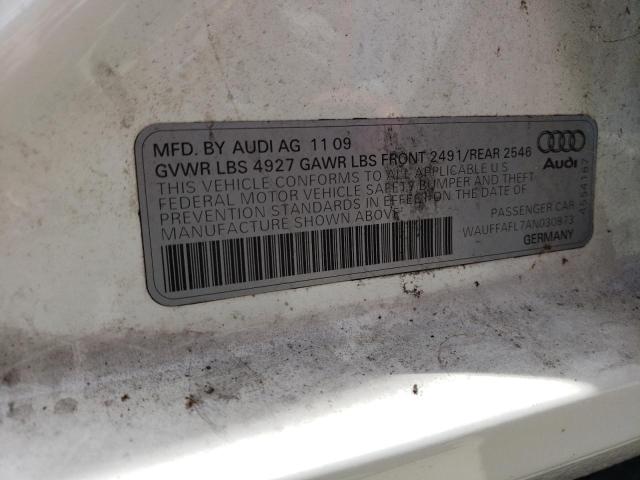 MFD. BY AUDI AG 11 09
GVWR LBS 4927 GAWR LBS FRONT 2491/REAR 2546
THIS VEHICLE CONFORMS TO ALL APPLICABLE U S
FEDERAL MOTOR VEHICLE SAFETY BUMPER AND THEFT
PREVENTION STANDARDS IN EFFECT ON THE DATE OF
MANUFACTURE SHOWN ABOVE
Audi
PASSENGER CAR
WAUFFAFL7AN030973
GERMANY